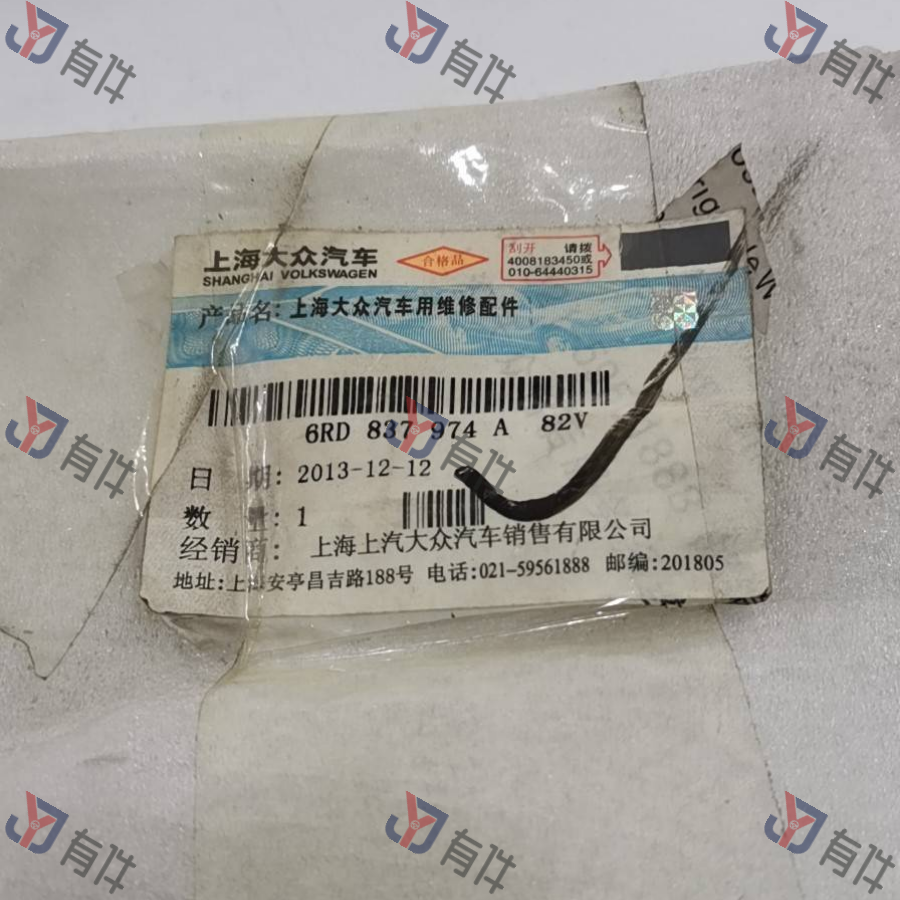 有件
有件
有件
上海大众汽车
SHANGHAI VOLKSWAGEN
合格品
刮开 请拨
4008183450或
010-64440315
产品名: 上海大众汽车用维修配件
6RD 837 974 A 82V
日 期: 2013-12-12
数 量: 1
经销商: 上海上汽大众汽车销售有限公司
地址:上海安亭昌吉路188号 电话:021-59561888 邮编:201805
有件
有件
有件
有件
有件
有件